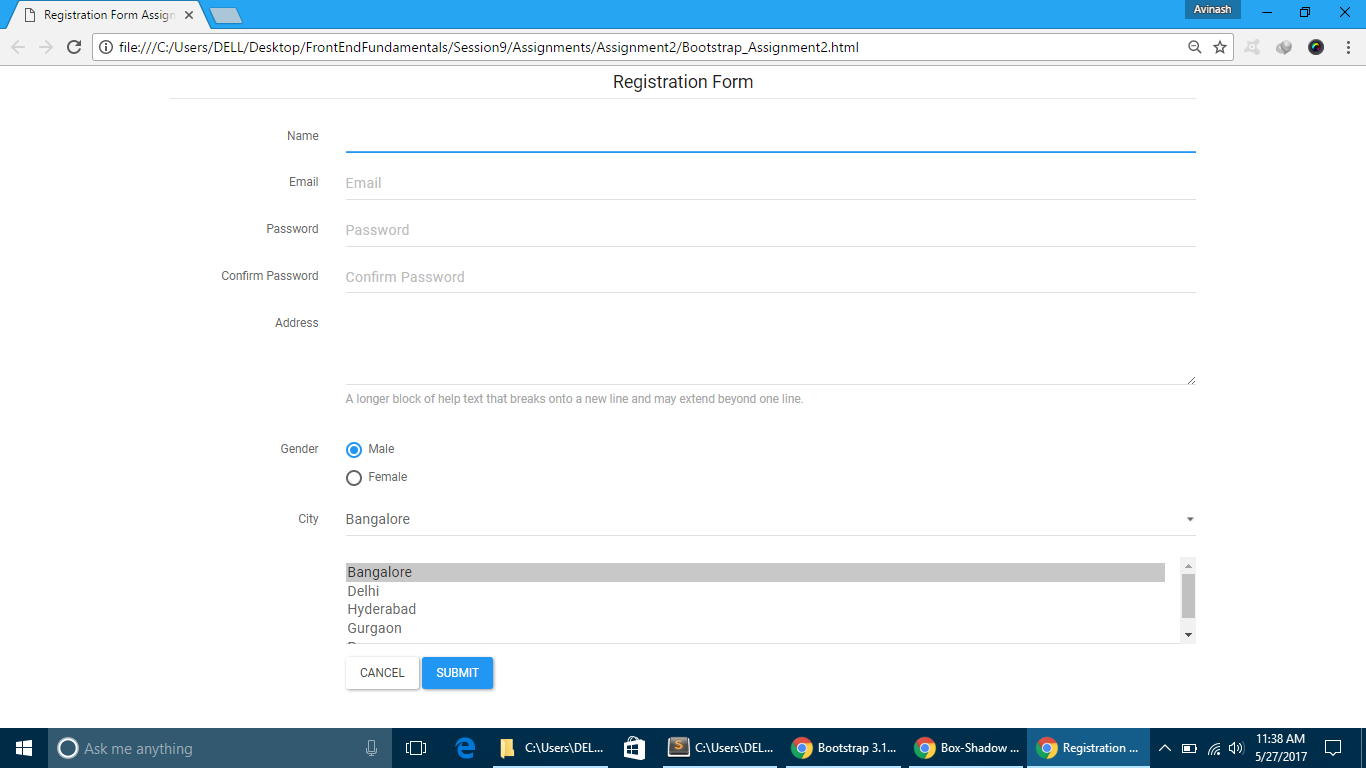 Registration Form Assign
Avinash
file:///C:/Users/DELL/Desktop/FrontEndFundamentals/Session9/Assignments/Assignment2/Bootstrap_Assignment2.html
Registration Form
Name
Email Email
Password Password
Confirm Password Confirm Password
Address
A longer block of help text that breaks onto a new line and may extend beyond one line.
Gender Male
Female
City Bangalore
Bangalore
Delhi
Hyderabad
Gurgaon
CANCEL SUBMIT
Ask me anything C:\Users\DEL... C:\Users\DEL... Bootstrap 3.1... Box-Shadow ... Registration ... 11:38 AM
5/27/2017